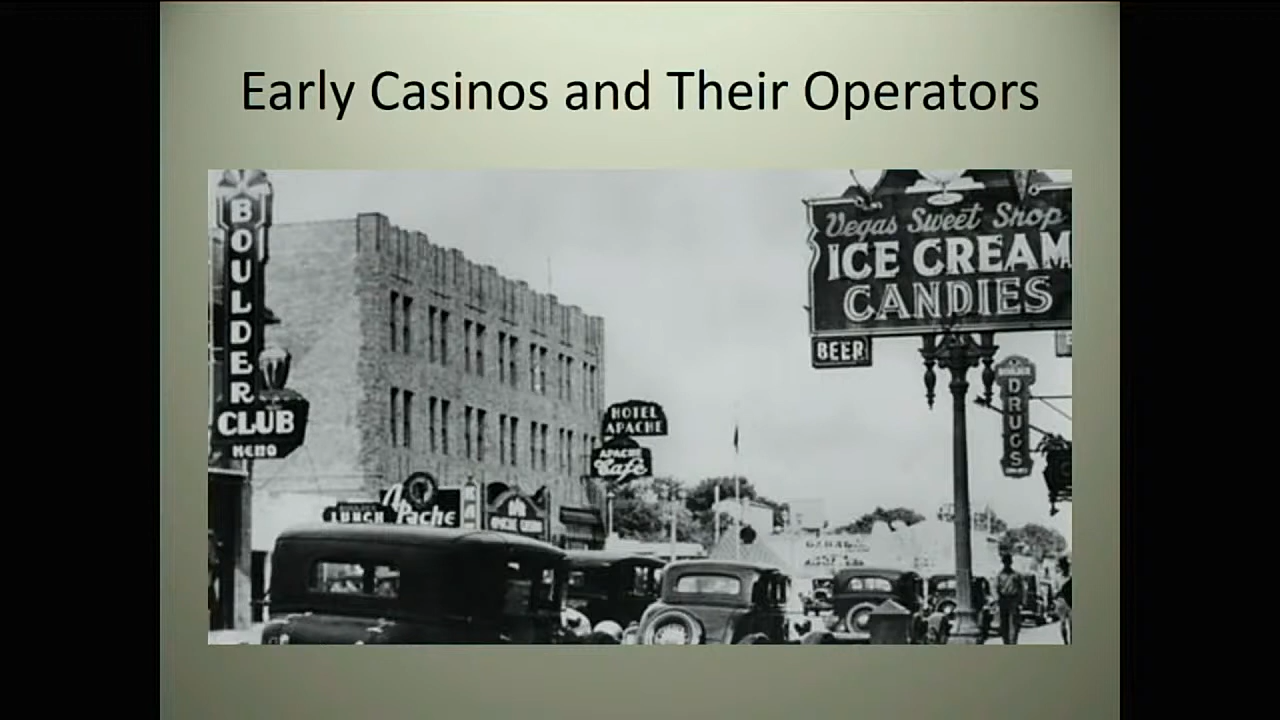 Early Casinos and Their Operators
BOULDER
CLUB
KENO
Vegas Sweet Shop
ICE CREAM
CANDIES
BEER
DRUGS
HOTEL
APACHE
APACHE
Cafe
LUNCH
Apache